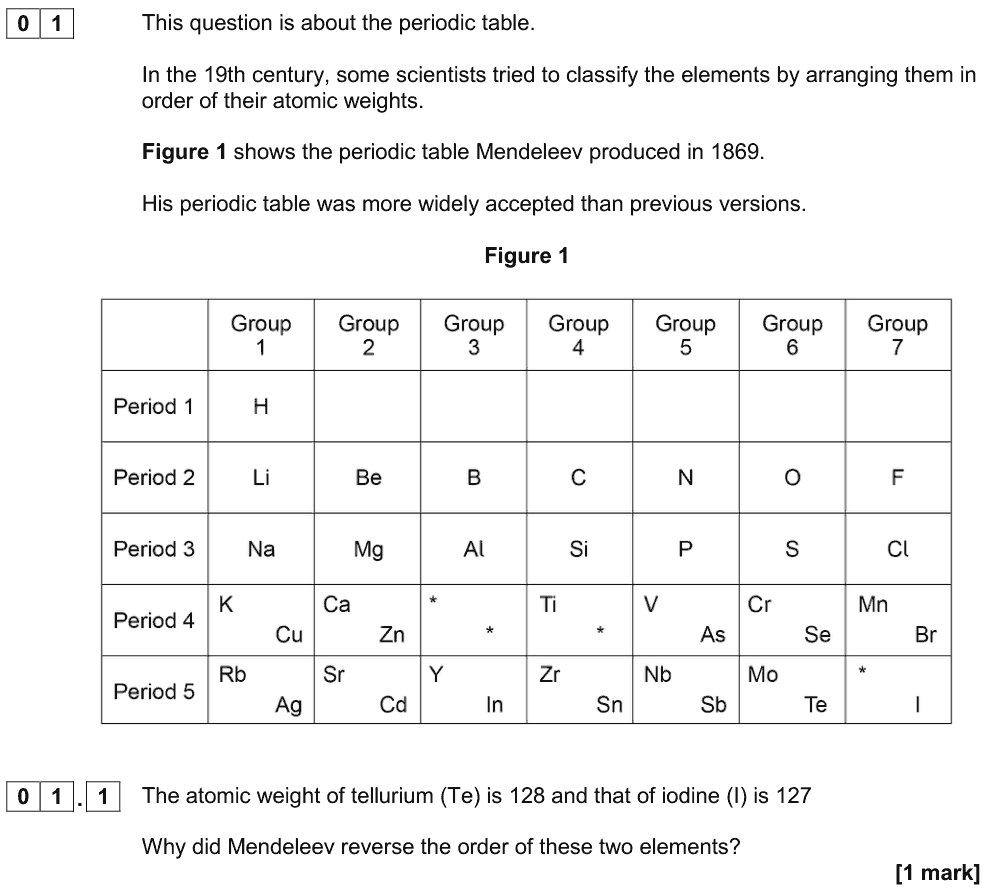 0 1 This question is about the periodic table.
In the 19th century, some scientists tried to classify the elements by arranging them in
order of their atomic weights.
Figure 1 shows the periodic table Mendeleev produced in 1869.
His periodic table was more widely accepted than previous versions.
Figure 1
Group 1 Group 2 Group 3 Group 4 Group 5 Group 6 Group 7
Period 1 H
Period 2 Li Be B C N O F
Period 3 Na Mg Al Si P S Cl
Period 4 K Cu Ca Zn * * Ti * V As Cr Se Mn Br
Period 5 Rb Ag Sr Cd Y In Zr Sn Nb Sb Mo Te * I
0 1 . 1 The atomic weight of tellurium (Te) is 128 and that of iodine (I) is 127
Why did Mendeleev reverse the order of these two elements?
[1 mark]